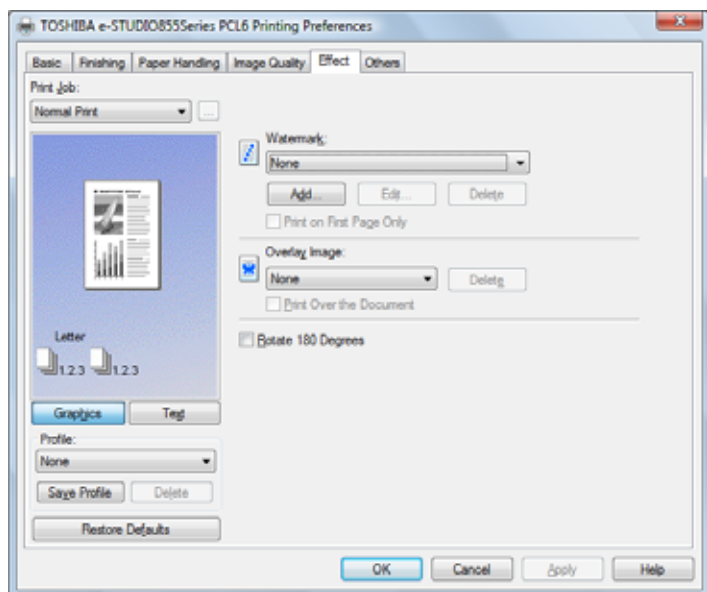 TOSHIBA e-STUDIO855Series PCL6 Printing Preferences
Basic Finishing Paper Handling Image Quality Effect Others
Print Job:
Normal Print ...
Watermark:
None
Add... Edit... Delete
Print on First Page Only
Overlay Image:
None Delete
Print Over the Document
Rotate 180 Degrees
Letter
1.2.3 1.2.3
Graphics Text
Profile:
None
Save Profile Delete
Restore Defaults
OK Cancel Apply Help